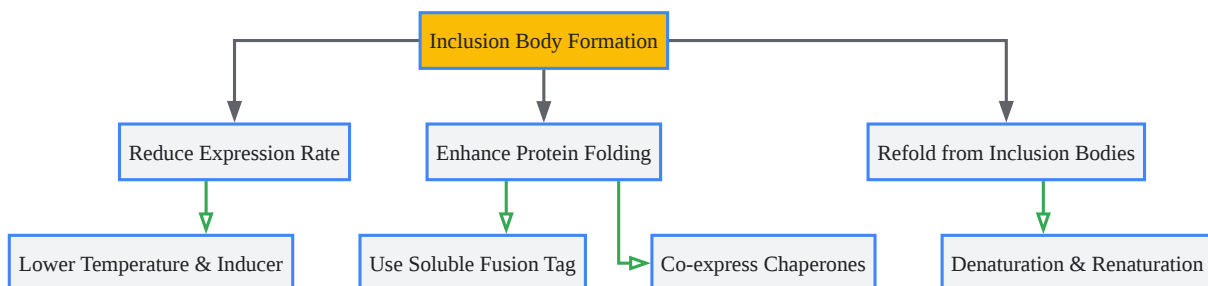 Inclusion Body Formation
Reduce Expression Rate
Enhance Protein Folding
Refold from Inclusion Bodies
Lower Temperature & Inducer
Use Soluble Fusion Tag
Co-express Chaperones
Denaturation & Renaturation